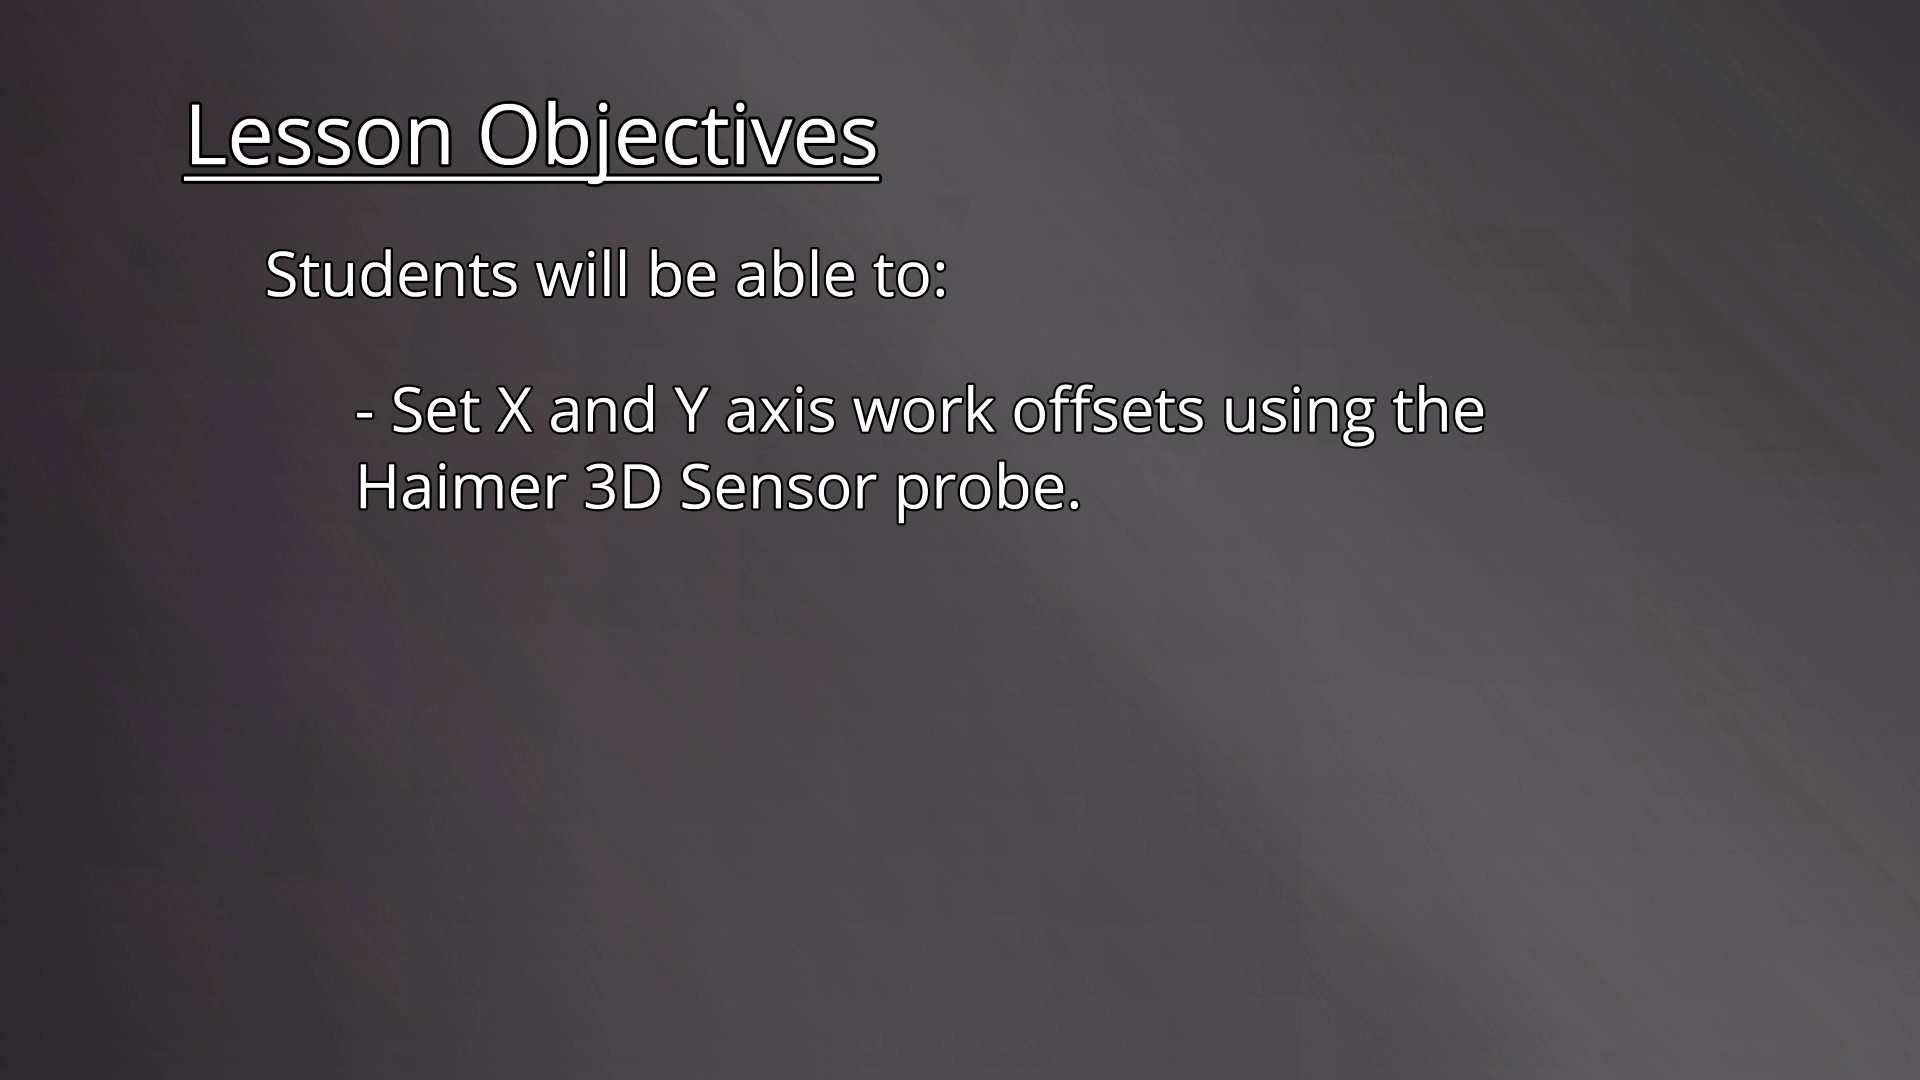 Lesson Objectives
Students will be able to:
- Set X and Y axis work offsets using the
Haimer 3D Sensor probe.